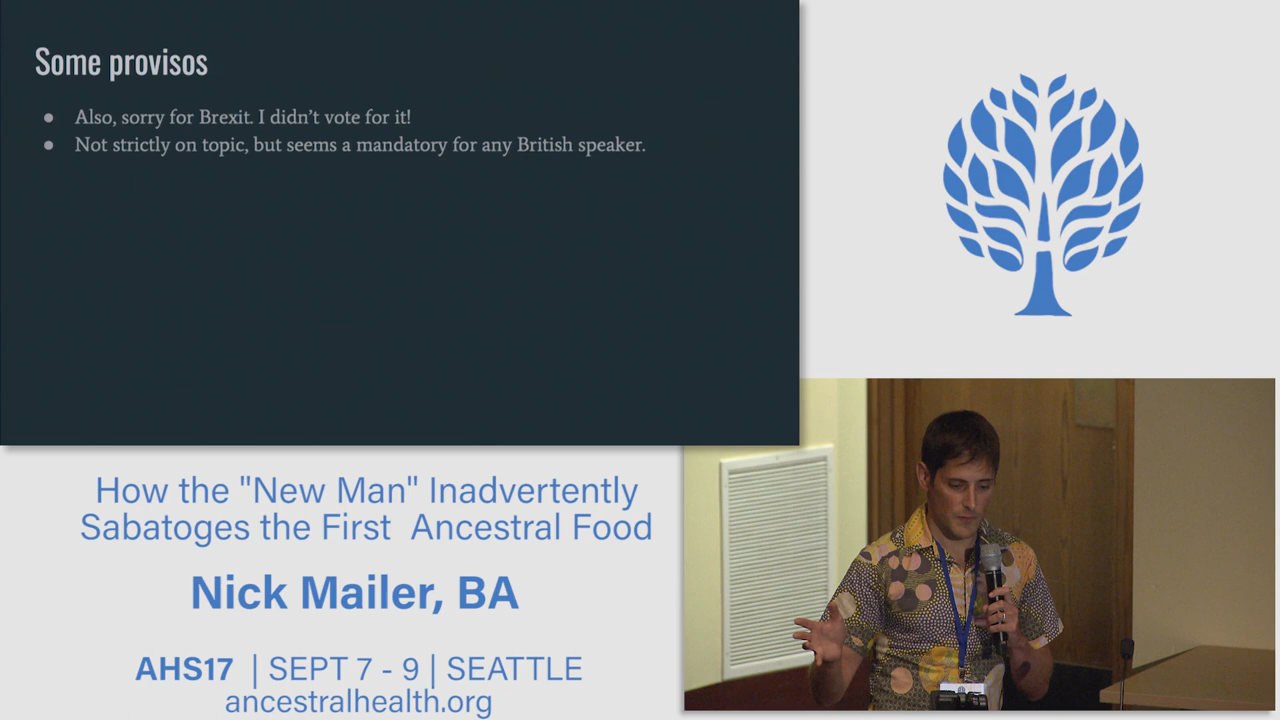 Some provisos
● Also, sorry for Brexit. I didn't vote for it!
● Not strictly on topic, but seems a mandatory for any British speaker.
How the "New Man" Inadvertently
Sabatoges the First Ancestral Food
Nick Mailer, BA
AHS17 | SEPT 7 - 9 | SEATTLE
ancestralhealth.org